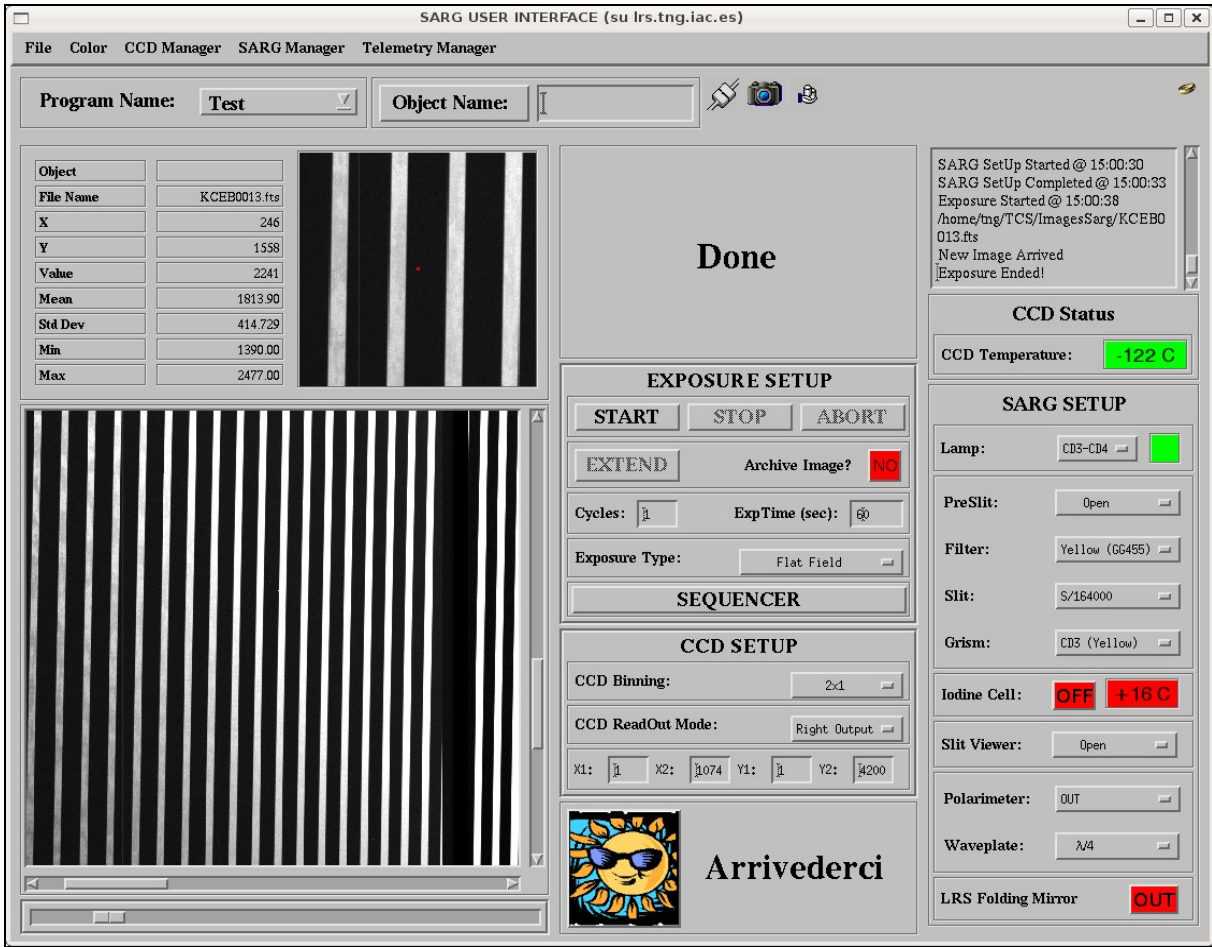 SARG USER INTERFACE (su lrs.tng.iac.es)
File Color CCD Manager SARG Manager Telemetry Manager
Program Name: Test Object Name:
Object
File Name KCEB0013.fts
X 246
Y 1558
Value 2241
Mean 1813.90
Std Dev 414.729
Min 1390.00
Max 2477.00
Done
SARG SetUp Started @ 15:00:30
SARG SetUp Completed @ 15:00:33
Exposure Started @ 15:00:38
/home/tng/TCS/ImagesSarg/KCEB0
013.fts
New Image Arrived
Exposure Ended!
CCD Status
CCD Temperature: -122 C
EXPOSURE SETUP
START STOP ABORT
EXTEND Archive Image? NO
Cycles: 1 ExpTime (sec): 60
Exposure Type: Flat Field
SEQUENCER
CCD SETUP
CCD Binning: 2x1
CCD ReadOut Mode: Right Output
X1: 1 X2: 1074 Y1: 1 Y2: 4200
Arrivederci
SARG SETUP
Lamp: CD3-CD4
PreSlit: Open
Filter: Yellow (GG455)
Slit: S/164000
Grism: CD3 (Yellow)
Iodine Cell: OFF +16 C
Slit Viewer: Open
Polarimeter: OUT
Waveplate: λ/4
LRS Folding Mirror OUT